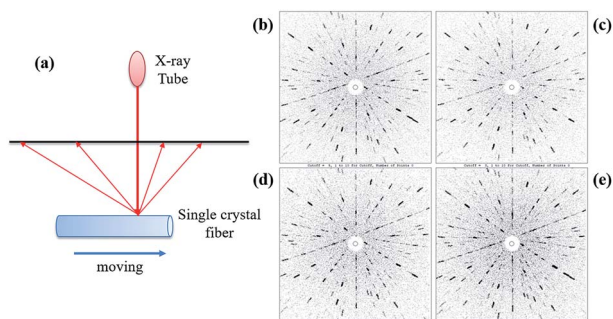 (a)
X-ray
Tube
Single crystal
fiber
moving
(b)
(c)
(d)
(e)